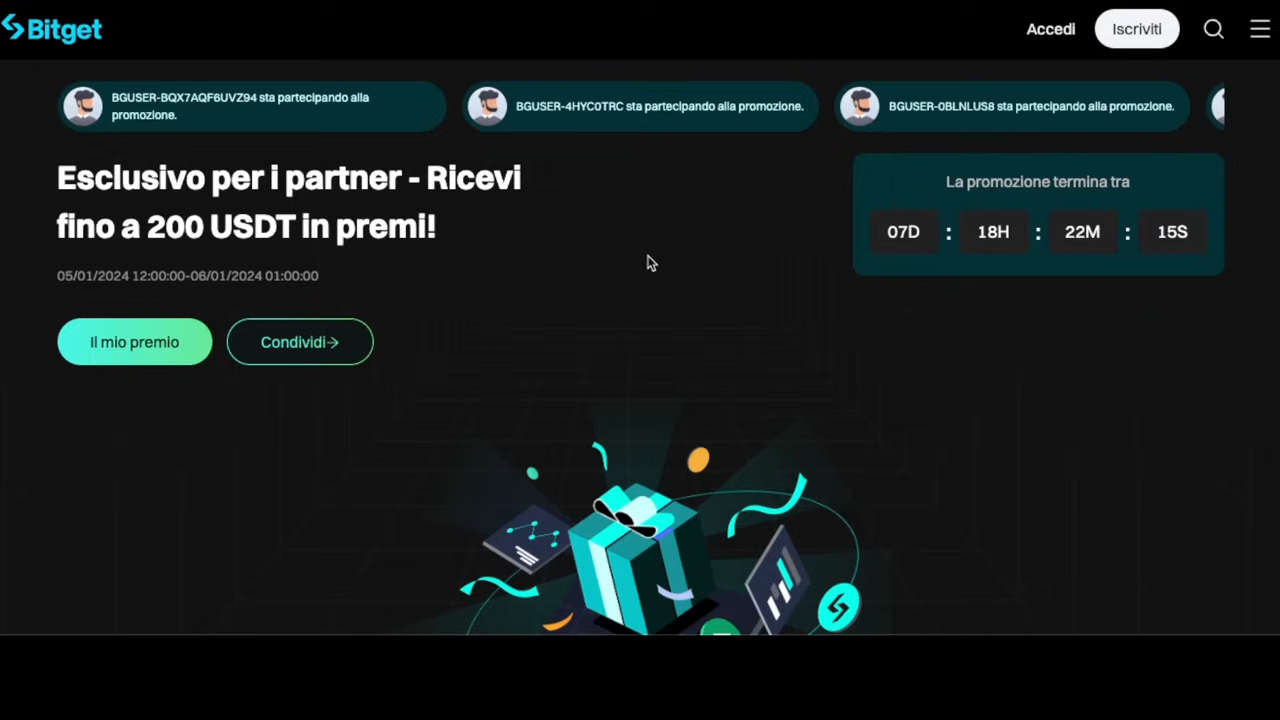 Bitget
Accedi
Iscriviti
BGUSER-BQX7AQF6UVZ94 sta partecipando alla
promozione.
BGUSER-4HYC0TRC sta partecipando alla promozione.
BGUSER-0BLNLUS8 sta partecipando alla promozione.
Esclusivo per i partner - Ricevi
fino a 200 USDT in premi!
05/01/2024 12:00:00-06/01/2024 01:00:00
La promozione termina tra
07D : 18H : 22M : 15S
Il mio premio
Condividi→